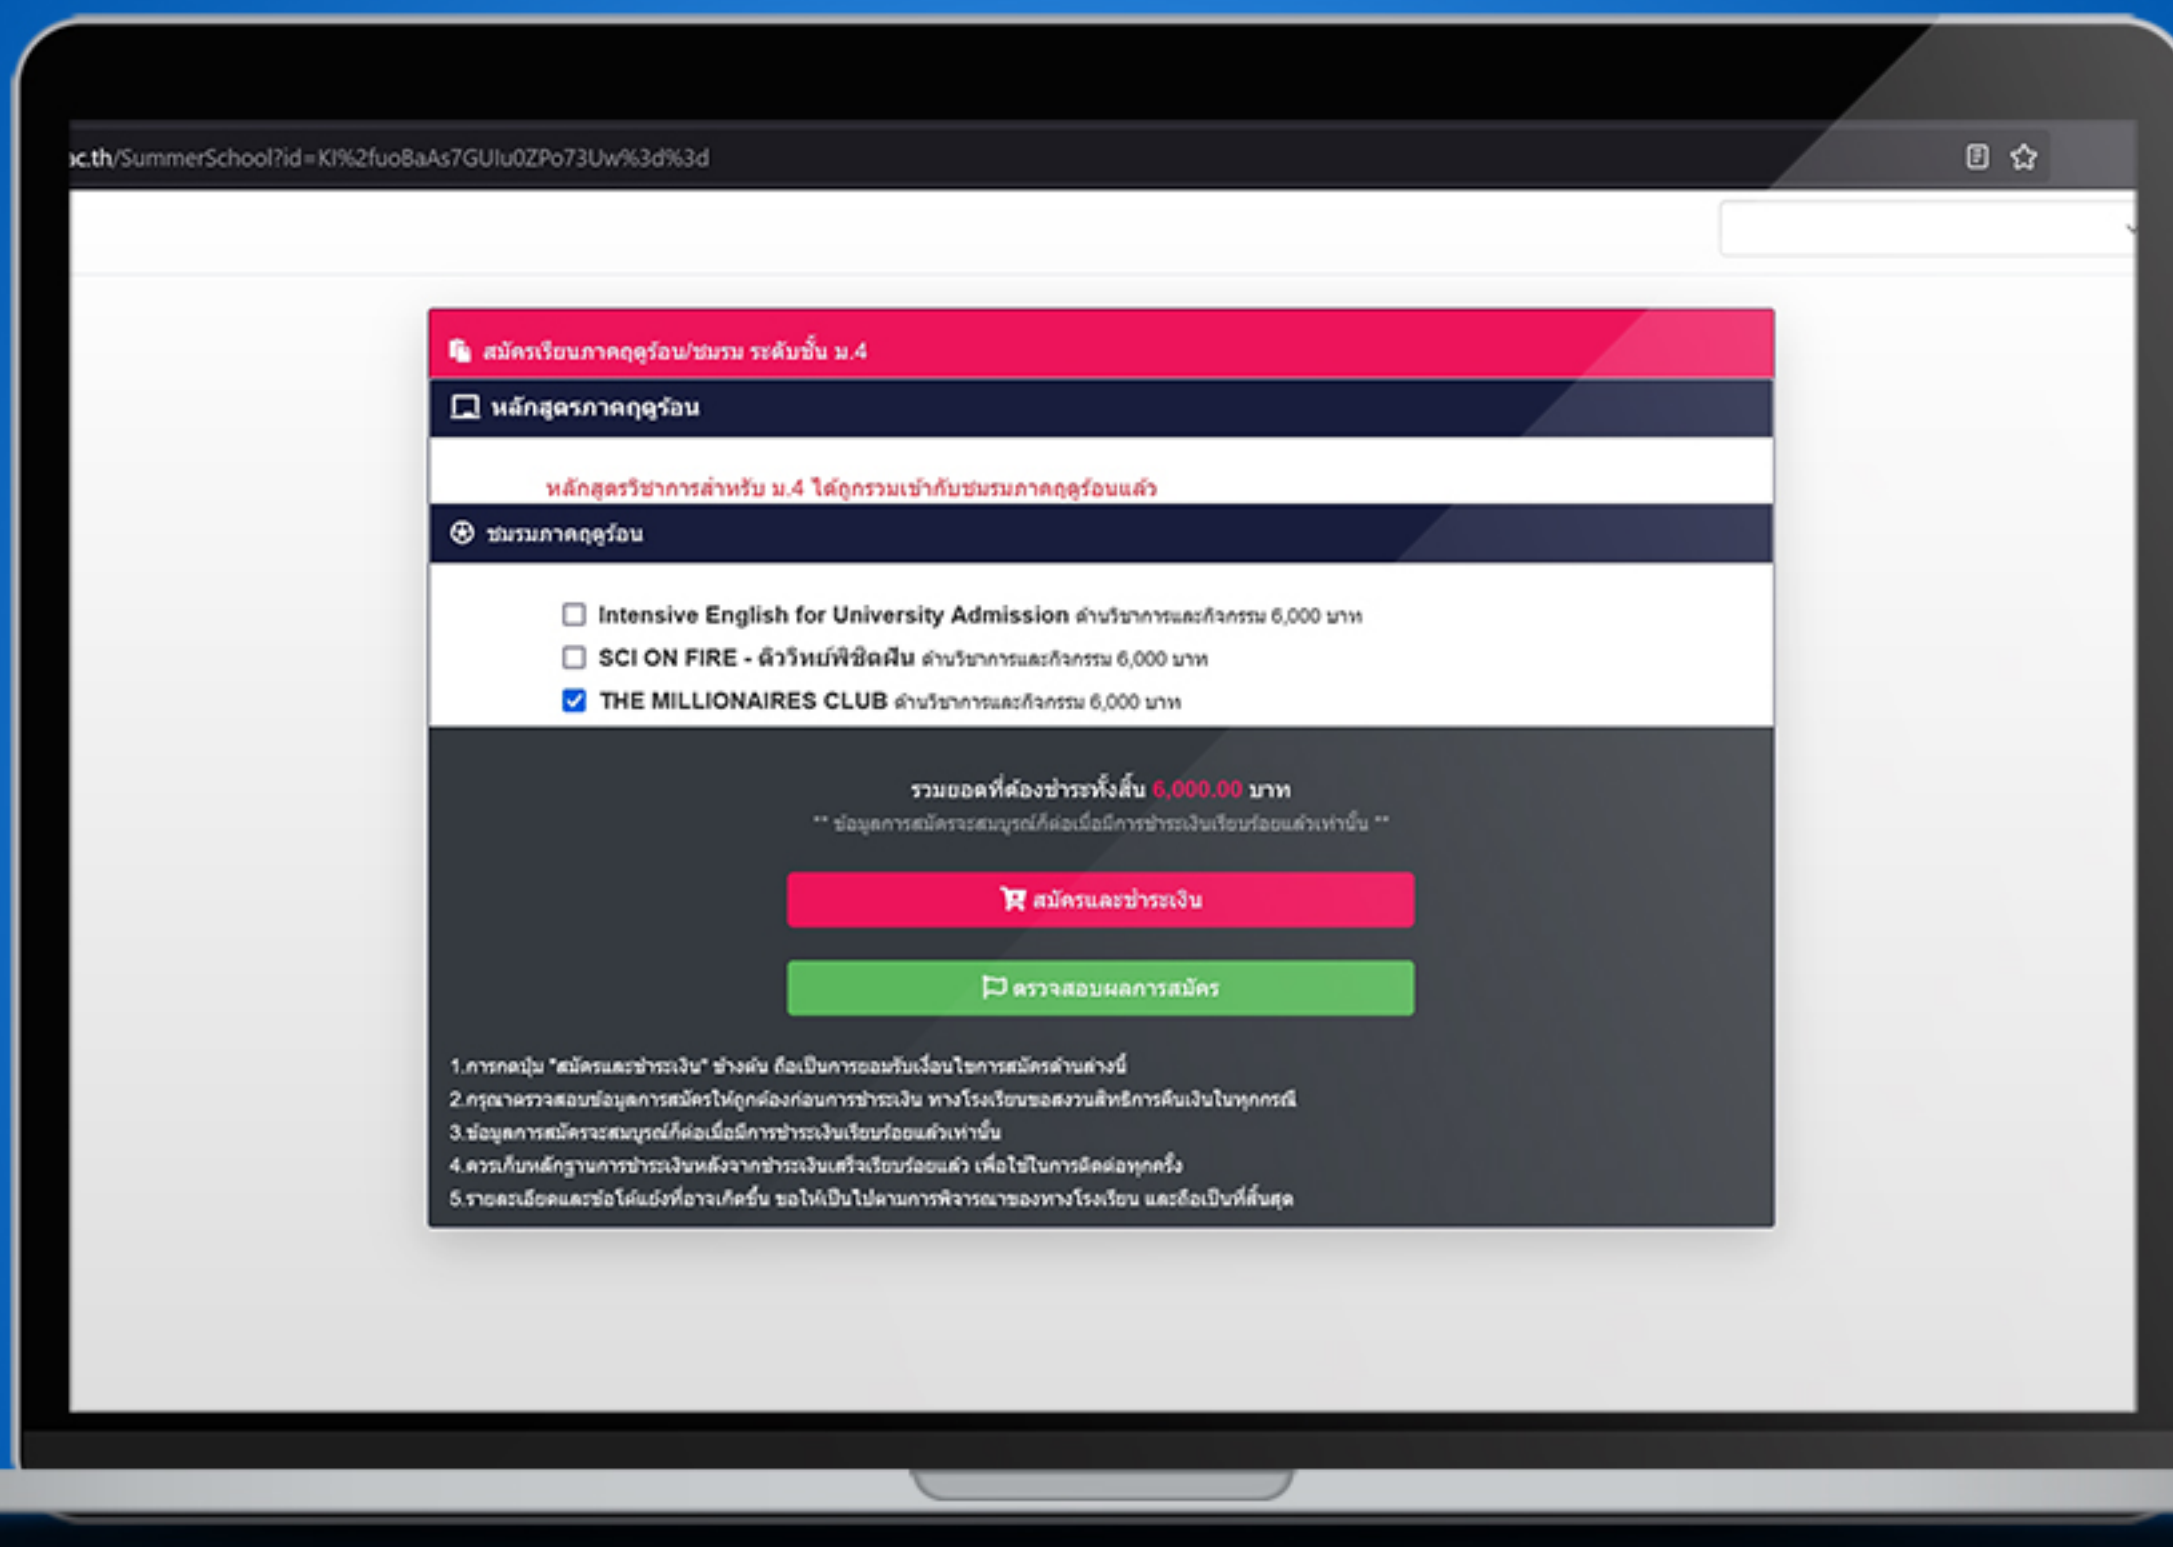 ac.th/SummerSchool?id=KI%2fuoBaAs7GUIu0ZPo73Uw%3d%3d
สมัครเรียนภาคฤดูร้อน/ชมรม ระดับชั้น ม.4
หลักสูตรภาคฤดูร้อน
หลักสูตรวิชาการสำหรับ ม.4 ได้ถูกรวมเข้ากับชมรมภาคฤดูร้อนแล้ว
ชมรมภาคฤดูร้อน
Intensive English for University Admission ด้านวิชาการและกิจกรรม 6,000 บาท
SCI ON FIRE - ติววิทย์พิชิตฝัน ด้านวิชาการและกิจกรรม 6,000 บาท
THE MILLIONAIRES CLUB ด้านวิชาการและกิจกรรม 6,000 บาท
รวมยอดที่ต้องชำระทั้งสิ้น 6,000.00 บาท
** ข้อมูลการสมัครจะสมบูรณ์ก็ต่อเมื่อมีการชำระเงินเรียบร้อยแล้วเท่านั้น **
สมัครและชำระเงิน
ตรวจสอบผลการสมัคร
1.การกดปุ่ม "สมัครและชำระเงิน" ข้างต้น ถือเป็นการยอมรับเงื่อนไขการสมัครด้านล่างนี้
2.กรุณาตรวจสอบข้อมูลการสมัครให้ถูกต้องก่อนการชำระเงิน ทางโรงเรียนขอสงวนสิทธิการคืนเงินในทุกกรณี
3.ข้อมูลการสมัครจะสมบูรณ์ก็ต่อเมื่อมีการชำระเงินเรียบร้อยแล้วเท่านั้น
4.ควรเก็บหลักฐานการชำระเงินหลังจากชำระเงินเสร็จเรียบร้อยแล้ว เพื่อใช้ในการติดต่อทุกครั้ง
5.รายละเอียดและข้อโต้แย้งที่อาจเกิดขึ้น ขอให้เป็นไปตามการพิจารณาของทางโรงเรียน และถือเป็นที่สิ้นสุด